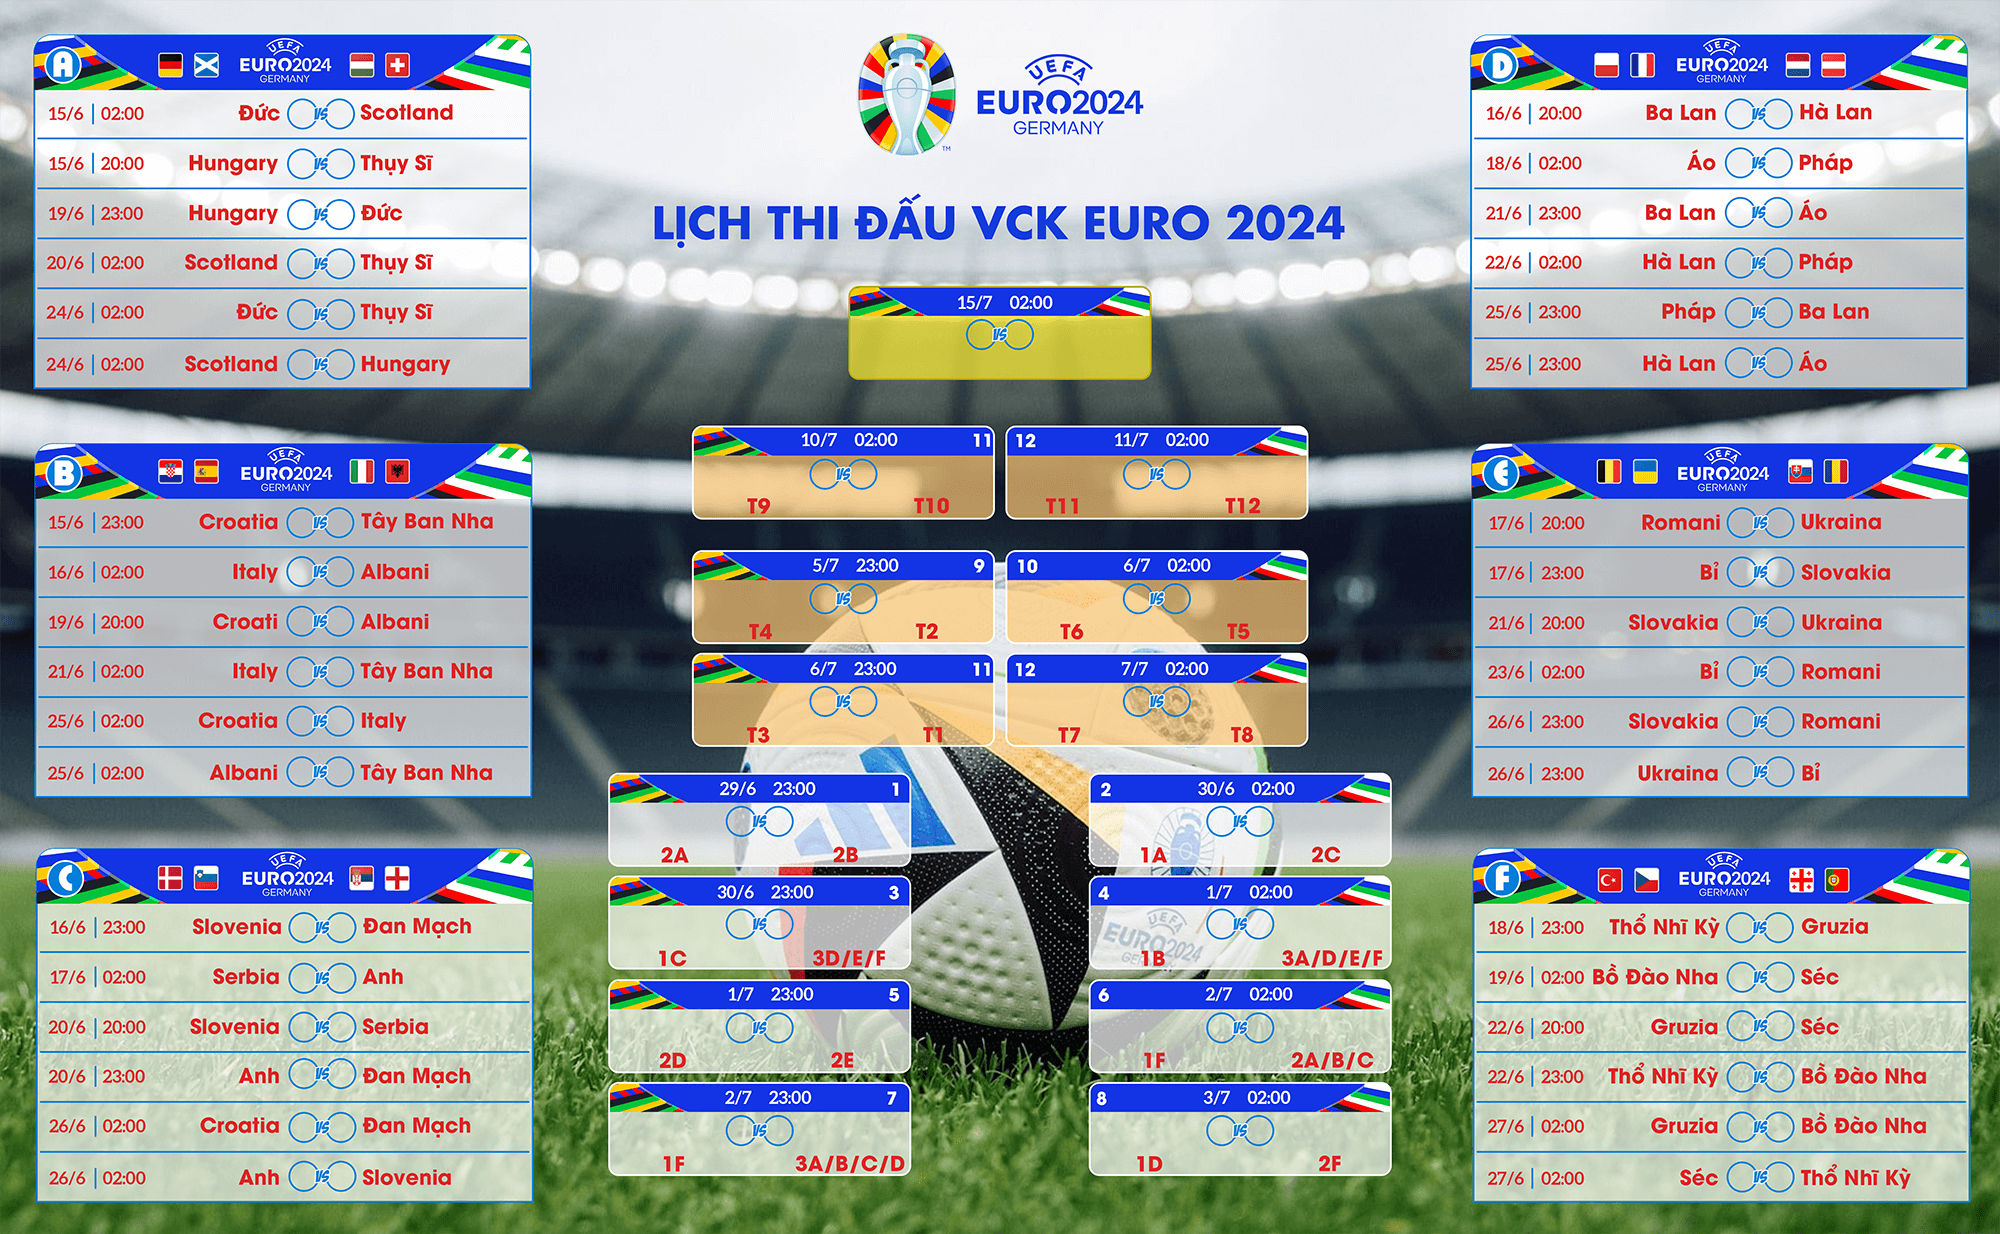 UEFA
EURO2024
GERMANY
TM
LỊCH THI ĐẤU VCK EURO 2024
A
UEFA
EURO2024
GERMANY
15/6 | 02:00 Đức VS Scotland
15/6 | 20:00 Hungary VS Thụy Sĩ
19/6 | 23:00 Hungary VS Đức
20/6 | 02:00 Scotland VS Thụy Sĩ
24/6 | 02:00 Đức VS Thụy Sĩ
24/6 | 02:00 Scotland VS Hungary
B
UEFA
EURO2024
GERMANY
15/6 | 23:00 Croatia VS Tây Ban Nha
16/6 | 02:00 Italy VS Albani
19/6 | 20:00 Croati VS Albani
21/6 | 02:00 Italy VS Tây Ban Nha
25/6 | 02:00 Croatia VS Italy
25/6 | 02:00 Albani VS Tây Ban Nha
C
UEFA
EURO2024
GERMANY
16/6 | 23:00 Slovenia VS Đan Mạch
17/6 | 02:00 Serbia VS Anh
20/6 | 20:00 Slovenia VS Serbia
20/6 | 23:00 Anh VS Đan Mạch
26/6 | 02:00 Croatia VS Đan Mạch
26/6 | 02:00 Anh VS Slovenia
15/7 02:00
VS
10/7 02:00 11
VS
T9 T10
12 11/7 02:00
VS
T11 T12
5/7 23:00 9
VS
T4 T2
10 6/7 02:00
VS
T6 T5
6/7 23:00 11
VS
T3 T1
12 7/7 02:00
VS
T7 T8
29/6 23:00 1
VS
2A 2B
2 30/6 02:00
VS
1A 2C
30/6 23:00 3
VS
1C 3D/E/F
4 1/7 02:00
VS
1B 3A/D/E/F
UEFA
EURO2024
GERMANY
1/7 23:00 5
VS
2D 2E
6 2/7 02:00
VS
1F 2A/B/C
2/7 23:00 7
VS
1F 3A/B/C/D
8 3/7 02:00
VS
1D 2F
D
UEFA
EURO2024
GERMANY
16/6 | 20:00 Ba Lan VS Hà Lan
18/6 | 02:00 Áo VS Pháp
21/6 | 23:00 Ba Lan VS Áo
22/6 | 02:00 Hà Lan VS Pháp
25/6 | 23:00 Pháp VS Ba Lan
25/6 | 23:00 Hà Lan VS Áo
E
UEFA
EURO2024
GERMANY
17/6 | 20:00 Romani VS Ukraina
17/6 | 23:00 Bỉ VS Slovakia
21/6 | 20:00 Slovakia VS Ukraina
23/6 | 02:00 Bỉ VS Romani
26/6 | 23:00 Slovakia VS Romani
26/6 | 23:00 Ukraina VS Bỉ
F
UEFA
EURO2024
GERMANY
18/6 | 23:00 Thổ Nhĩ Kỳ VS Gruzia
19/6 | 02:00 Bồ Đào Nha VS Séc
22/6 | 20:00 Gruzia VS Séc
22/6 | 23:00 Thổ Nhĩ Kỳ VS Bồ Đào Nha
27/6 | 02:00 Gruzia VS Bồ Đào Nha
27/6 | 02:00 Séc VS Thổ Nhĩ Kỳ